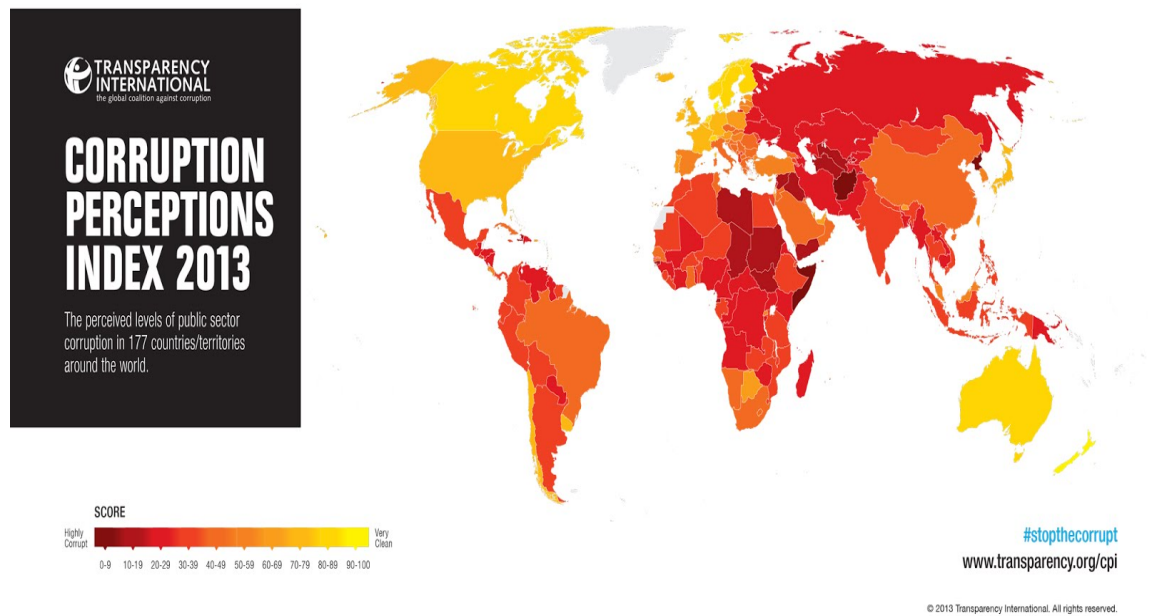 TRANSPARENCY
INTERNATIONAL
the global coalition against corruption
CORRUPTION
PERCEPTIONS
INDEX 2013
The perceived levels of public sector
corruption in 177 countries/territories
around the world.
SCORE
Highly
Corrupt
Very
Clean
0-9 10-19 20-29 30-39 40-49 50-59 60-69 70-79 80-89 90-100
#stopthecorrupt
www.transparency.org/cpi
© 2013 Transparency International. All rights reserved.